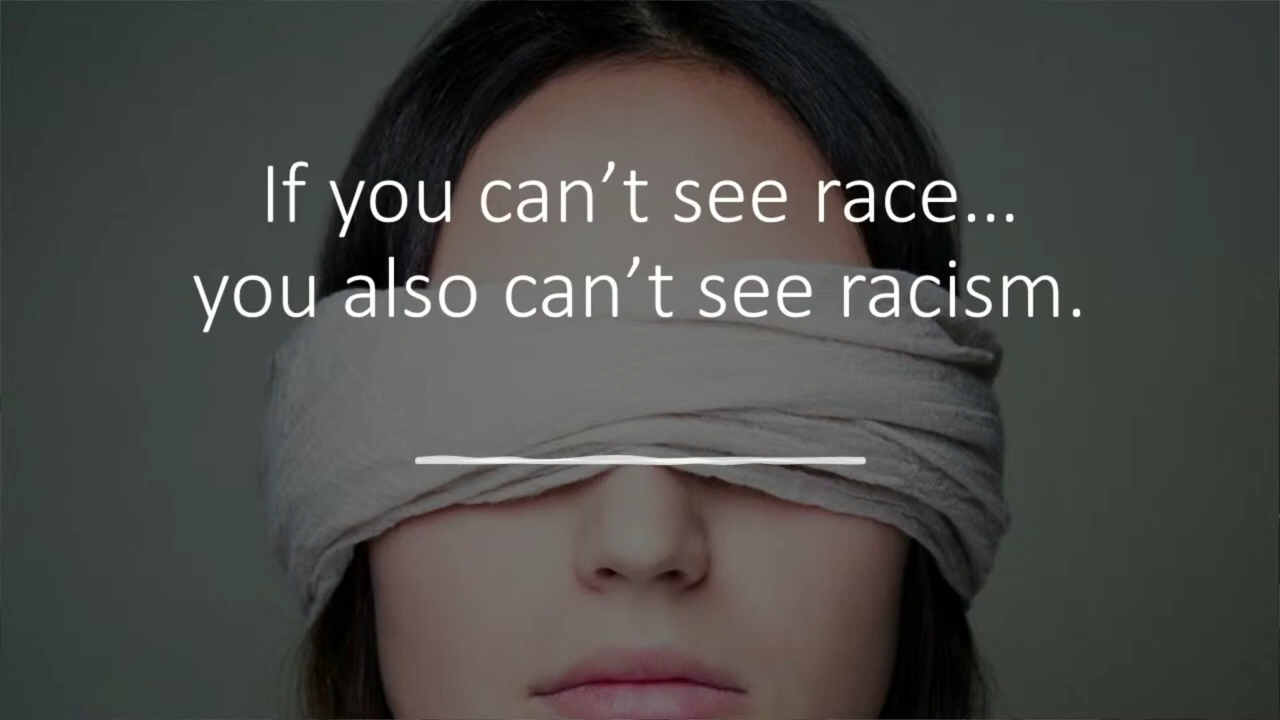 If you can’t see race...
you also can’t see racism.